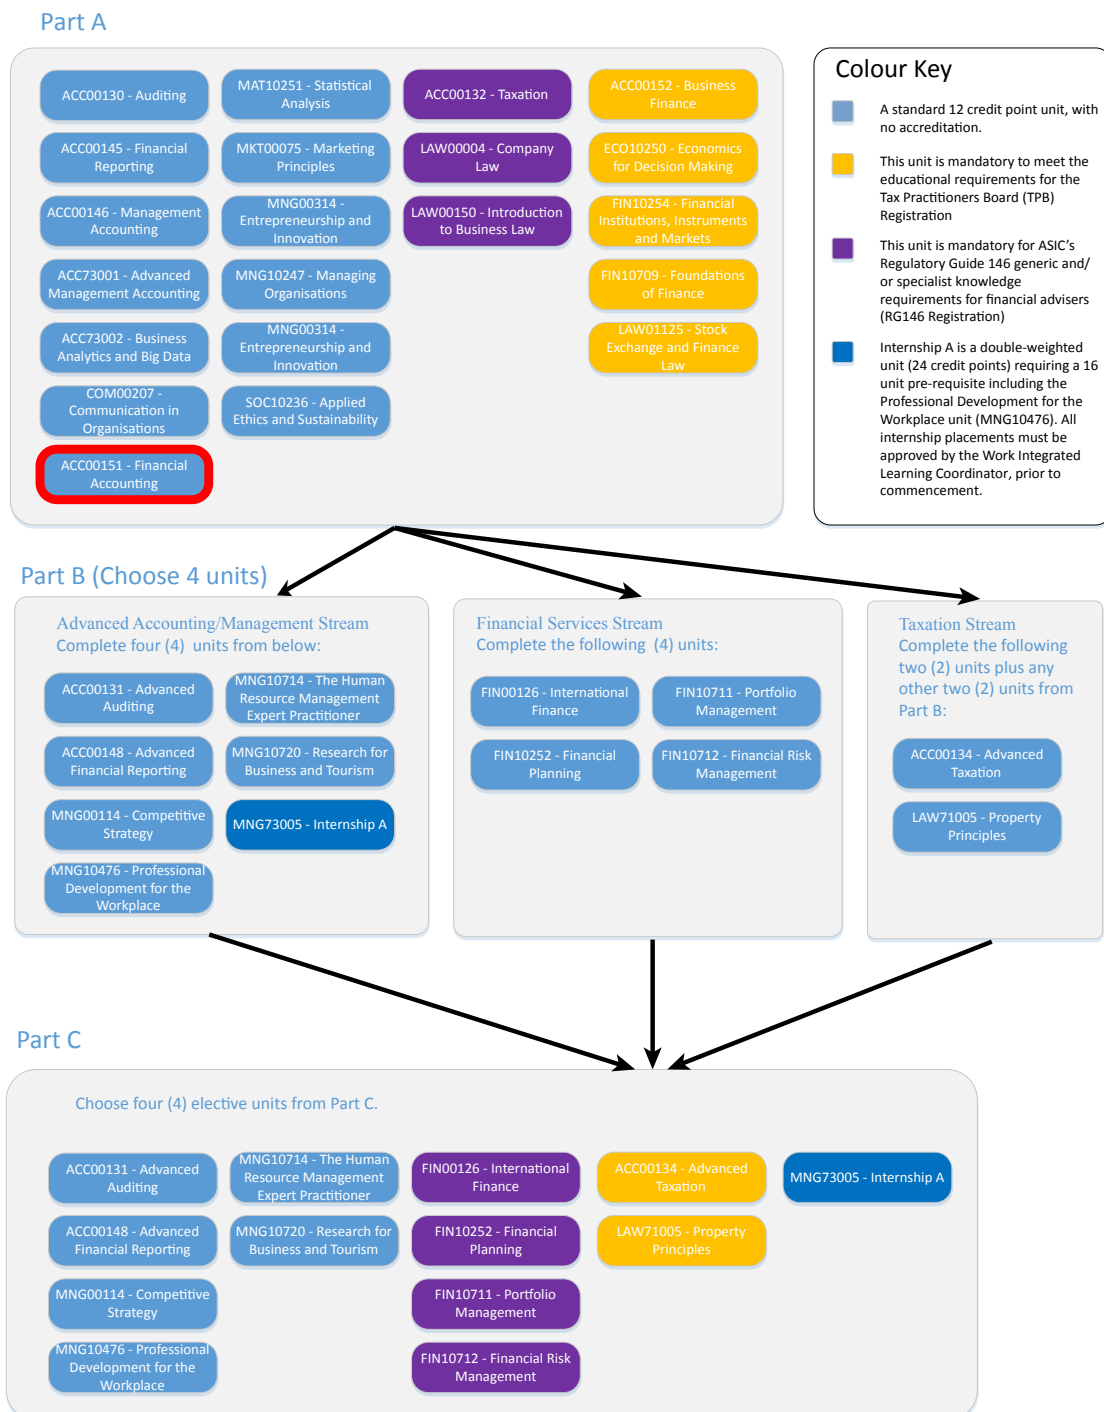 Part A
ACC00130 - Auditing
ACC00145 - Financial
Reporting
ACC00146 - Management
Accounting
ACC73001 - Advanced
Management Accounting
ACC73002 - Business
Analytics and Big Data
COM00207 -
Communication in
Organisations
ACC00151 - Financial
Accounting
MAT10251 - Statistical
Analysis
MKT00075 - Marketing
Principles
MNG00314 -
Entrepreneurship and
Innovation
MNG10247 - Managing
Organisations
MNG00314 -
Entrepreneurship and
Innovation
SOC10236 - Applied
Ethics and Sustainability
ACC00132 - Taxation
LAW00004 - Company
Law
LAW00150 - Introduction
to Business Law
ACC00152 - Business
Finance
ECO10250 - Economics
for Decision Making
FIN10254 - Financial
Institutions, Instruments
and Markets
FIN10709 - Foundations
of Finance
LAW01125 - Stock
Exchange and Finance
Law
Colour Key
A standard 12 credit point unit, with
no accreditation.
This unit is mandatory to meet the
educational requirements for the
Tax Practitioners Board (TPB)
Registration
This unit is mandatory for ASIC's
Regulatory Guide 146 generic and/
or specialist knowledge
requirements for financial advisers
(RG146 Registration)
Internship A is a double-weighted
unit (24 credit points) requiring a 16
unit pre-requisite including the
Professional Development for the
Workplace unit (MNG10476). All
internship placements must be
approved by the Work Integrated
Learning Coordinator, prior to
commencement.
Part B (Choose 4 units)
Advanced Accounting/Management Stream
Complete four (4) units from below:
ACC00131 - Advanced
Auditing
ACC00148 - Advanced
Financial Reporting
MNG00114 - Competitive
Strategy
MNG10476 - Professional
Development for the
Workplace
MNG10714 - The Human
Resource Management
Expert Practitioner
MNG10720 - Research for
Business and Tourism
MNG73005 - Internship A
Financial Services Stream
Complete the following (4) units:
FIN00126 - International
Finance
FIN10252 - Financial
Planning
FIN10711 - Portfolio
Management
FIN10712 - Financial Risk
Management
Taxation Stream
Complete the following
two (2) units plus any
other two (2) units from
Part B:
ACC00134 - Advanced
Taxation
LAW71005 - Property
Principles
Part C
Choose four (4) elective units from Part C.
ACC00131 - Advanced
Auditing
ACC00148 - Advanced
Financial Reporting
MNG00114 - Competitive
Strategy
MNG10476 - Professional
Development for the
Workplace
MNG10714 - The Human
Resource Management
Expert Practitioner
MNG10720 - Research for
Business and Tourism
FIN00126 - International
Finance
FIN10252 - Financial
Planning
FIN10711 - Portfolio
Management
FIN10712 - Financial Risk
Management
ACC00134 - Advanced
Taxation
LAW71005 - Property
Principles
MNG73005 - Internship A